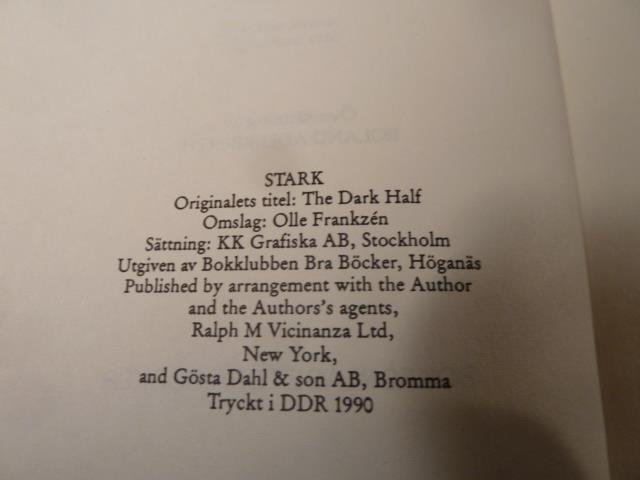 STARK
Originalets titel: The Dark Half
Omslag: Olle Frankzén
Sättning: KK Grafiska AB, Stockholm
Utgiven av Bokklubben Bra Böcker, Höganäs
Published by arrangement with the Author
and the Authors's agents,
Ralph M Vicinanza Ltd,
New York,
and Gösta Dahl & son AB, Bromma
Tryckt i DDR 1990